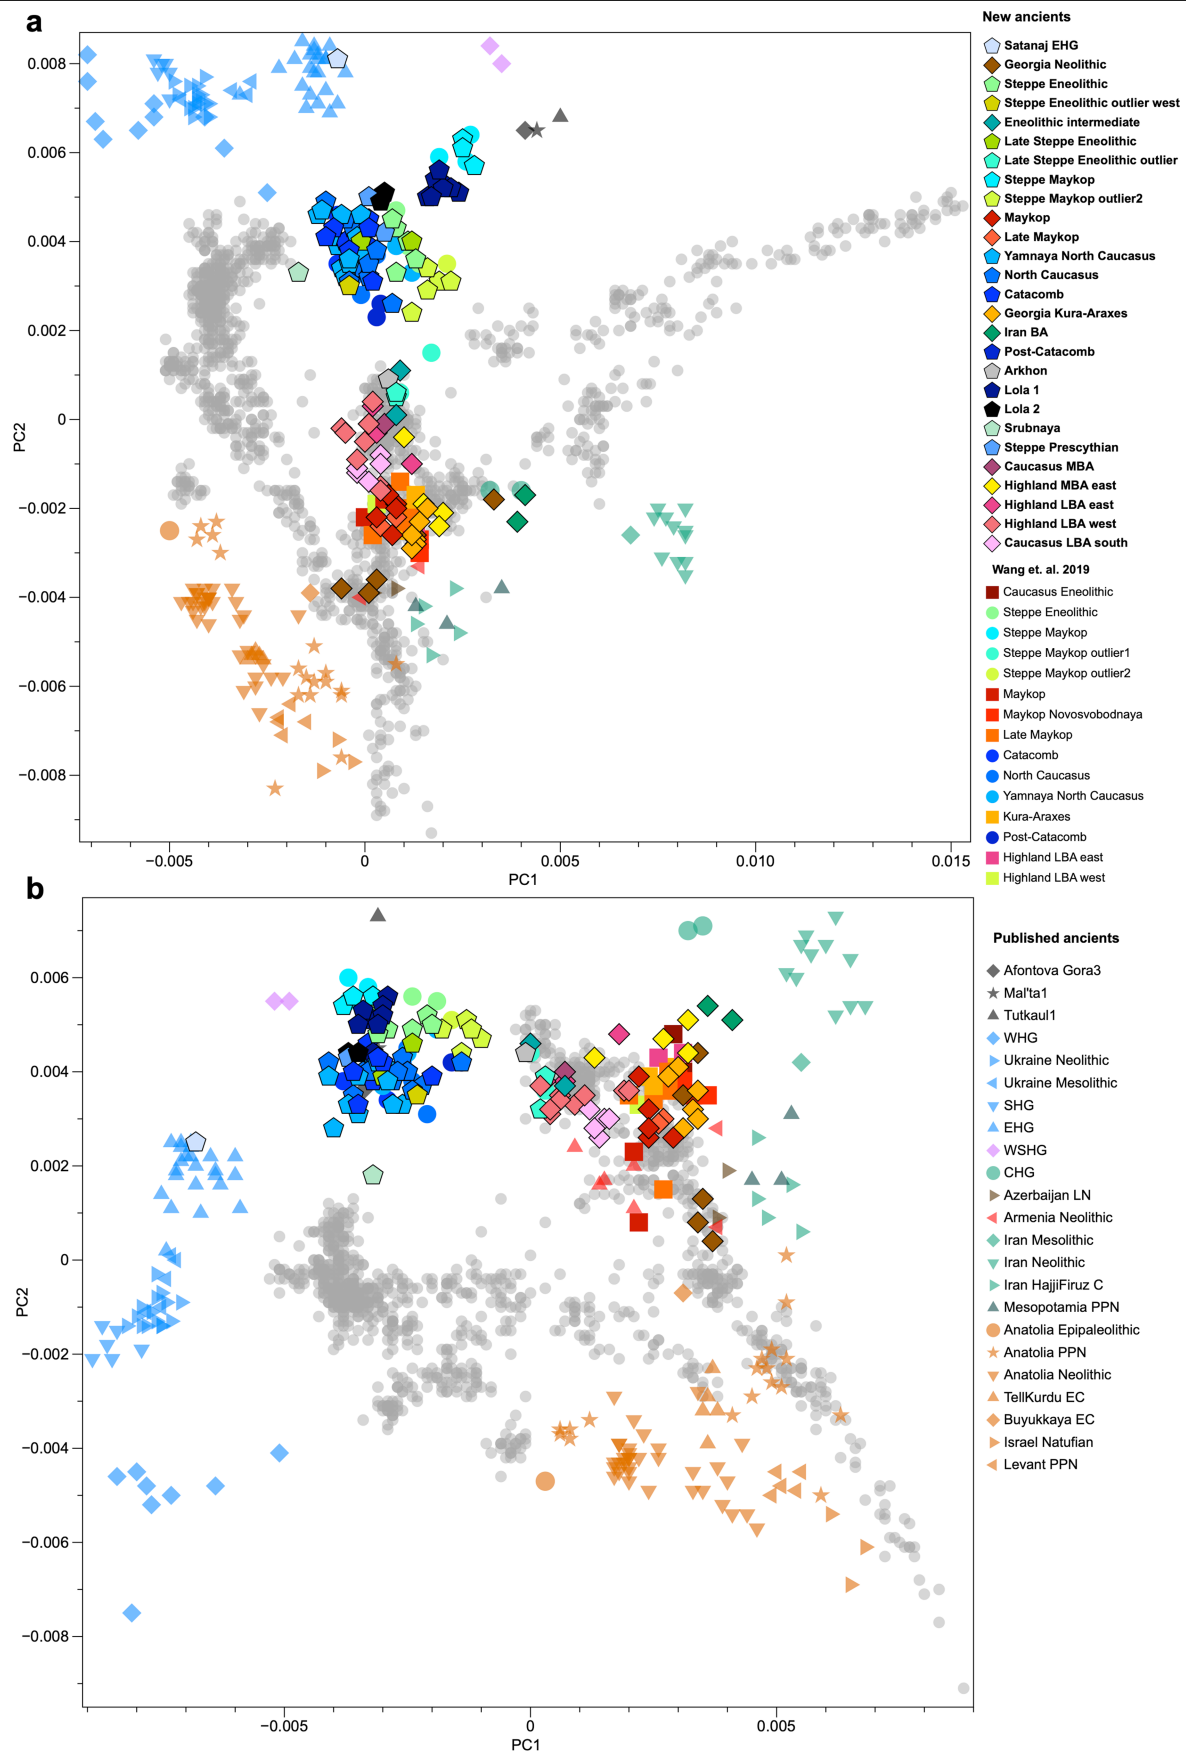 a
New ancients
Satanaj EHG
Georgia Neolithic
Steppe Eneolithic
Steppe Eneolithic outlier west
Eneolithic intermediate
Late Steppe Eneolithic
Late Steppe Eneolithic outlier
Steppe Maykop
Steppe Maykop outlier2
Maykop
Late Maykop
Yamnaya North Caucasus
North Caucasus
Catacomb
Georgia Kura-Araxes
Iran BA
Post-Catacomb
Arkhon
Lola 1
Lola 2
Srubnaya
Steppe Prescythian
Caucasus MBA
Highland MBA east
Highland LBA east
Highland LBA west
Caucasus LBA south
Wang et. al. 2019
Caucasus Eneolithic
Steppe Eneolithic
Steppe Maykop
Steppe Maykop outlier1
Steppe Maykop outlier2
Maykop
Maykop Novosvobodnaya
Late Maykop
Catacomb
North Caucasus
Yamnaya North Caucasus
Kura-Araxes
Post-Catacomb
Highland LBA east
Highland LBA west
0.008
0.006
0.004
0.002
0
−0.002
−0.004
−0.006
−0.008
PC2
−0.005
0
0.005
0.010
0.015
PC1
b
Published ancients
Afontova Gora3
Mal'ta1
Tutkaul1
WHG
Ukraine Neolithic
Ukraine Mesolithic
SHG
EHG
WSHG
CHG
Azerbaijan LN
Armenia Neolithic
Iran Mesolithic
Iran Neolithic
Iran HajjiFiruz C
Mesopotamia PPN
Anatolia Epipaleolithic
Anatolia PPN
Anatolia Neolithic
TellKurdu EC
Buyukkaya EC
Israel Natufian
Levant PPN
0.006
0.004
0.002
0
−0.002
−0.004
−0.006
−0.008
PC2
−0.005
0
0.005
PC1